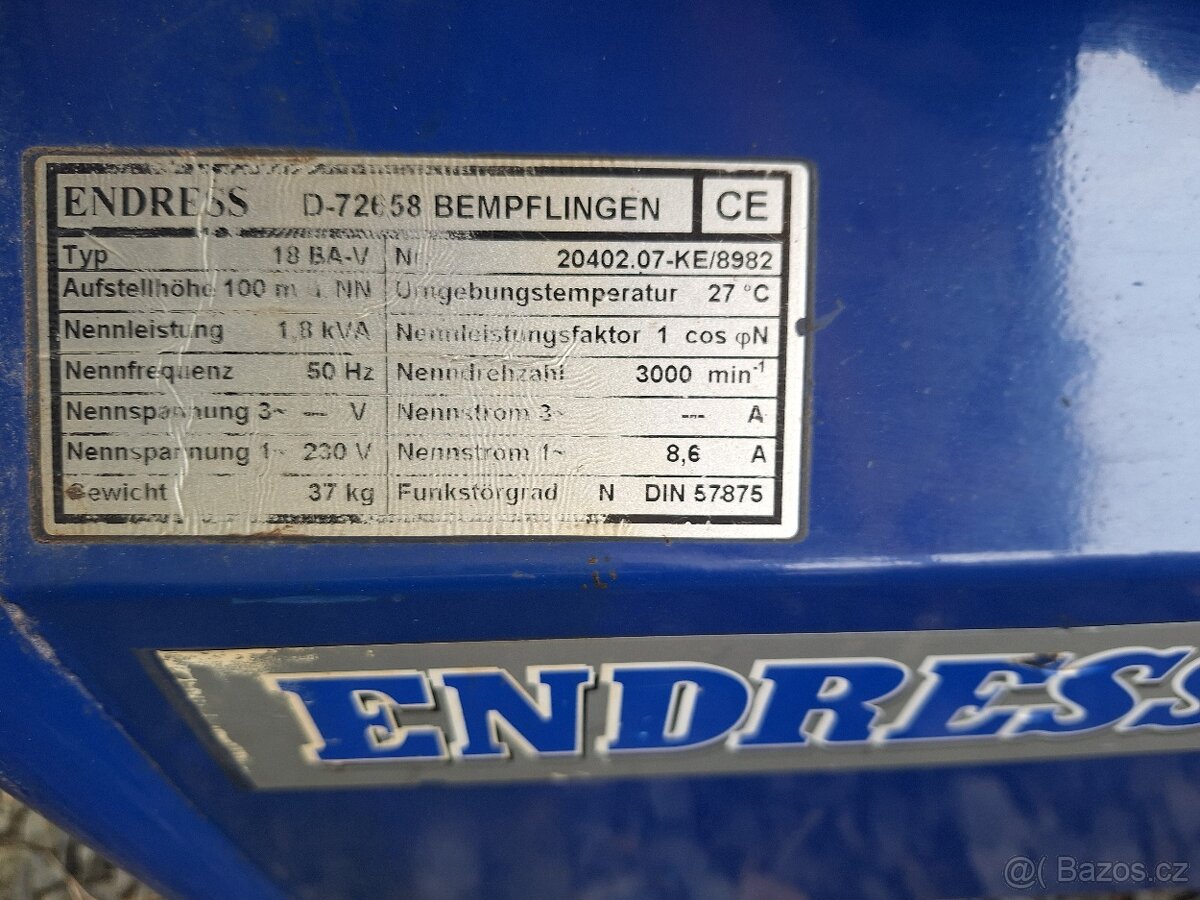 ENDRESS D-72658 BEMPFLINGEN CE
Typ 18 BA-V Nr. 20402.07-KE/8982
Aufstellhöhe 100 m ü. NN Umgebungstemperatur 27 °C
Nennleistung 1,8 kVA Nennleistungsfaktor 1 cos φN
Nennfrequenz 50 Hz Nenndrehzahl 3000 min-1
Nennspannung 3~ --- V Nennstrom 3~ --- A
Nennspannung 1~ 230 V Nennstrom 1~ 8,6 A
Gewicht 37 kg Funkstörgrad N DIN 57875
ENDRESS
@( Bazos.cz